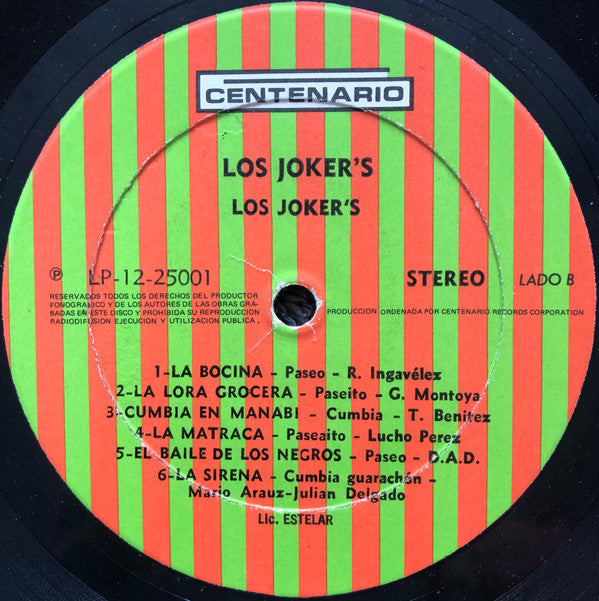 CENTENARIO
LOS JOKER'S
LOS JOKER'S
Ⓟ LP-12-25001
STEREO LADO B
RESERVADOS TODOS LOS DERECHOS DEL PRODUCTOR
FONOGRAFICO Y DE LOS AUTORES DE LAS OBRAS GRA-
BADAS EN ESTE DISCO Y PROHIBIDA SU REPRODUCCION
RADIODIFUSION EJECUCION Y UTILIZACION PUBLICA.
PRODUCCION ORDENADA POR CENTENARIO RECORDS CORPORATION
1-LA BOCINA - Paseo - R. Ingavélez
2-LA LORA GROCERA - Paseito - G. Montoya
3-CUMBIA EN MANABI - Cumbia - T. Benitez
4-LA MATRACA - Paseaito - Lucho Perez
5-EL BAILE DE LOS NEGROS - Paseo - D.A.D.
6-LA SIRENA - Cumbia guarachón -
Mario Arauz-Julian Delgado
Lic. ESTELAR